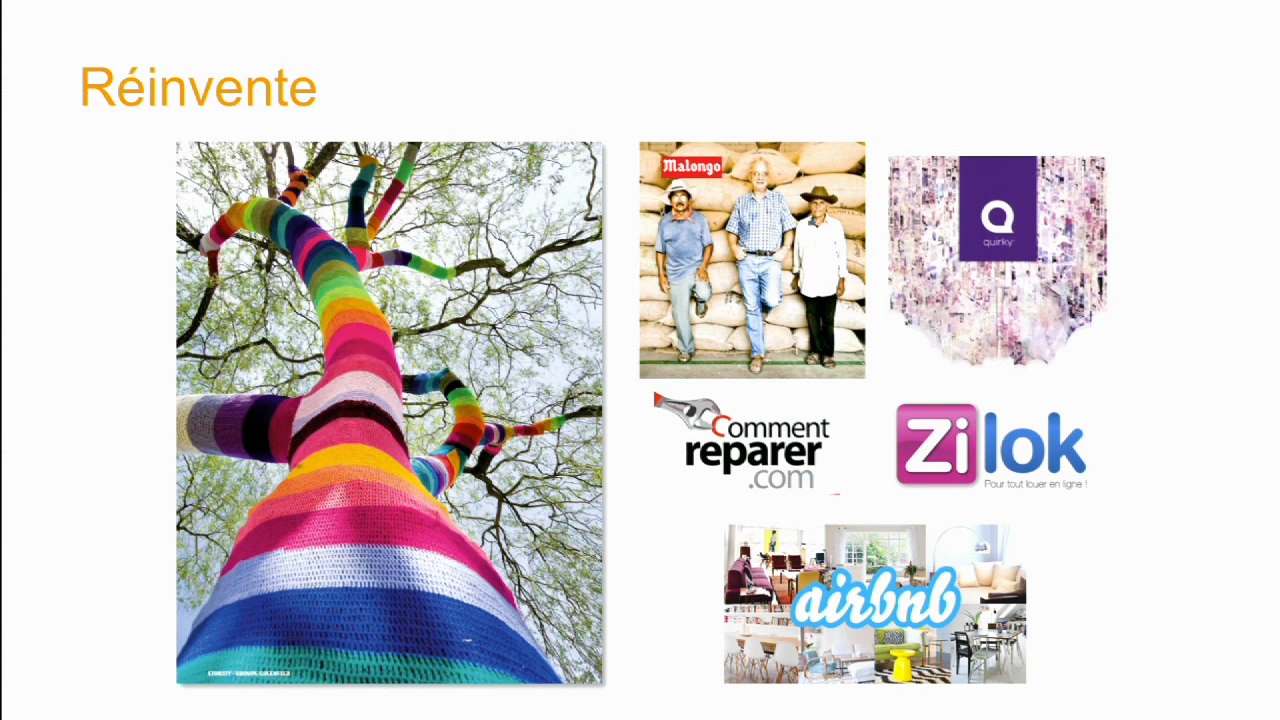 Réinvente
Malongo
quirky
Comment
reparer
.com
Zilok
Pour tout louer en ligne !
airbnb